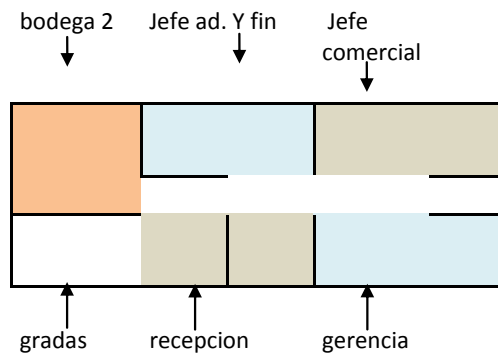 bodega 2
Jefe ad. Y fin
Jefe
comercial
gradas
recepcion
gerencia